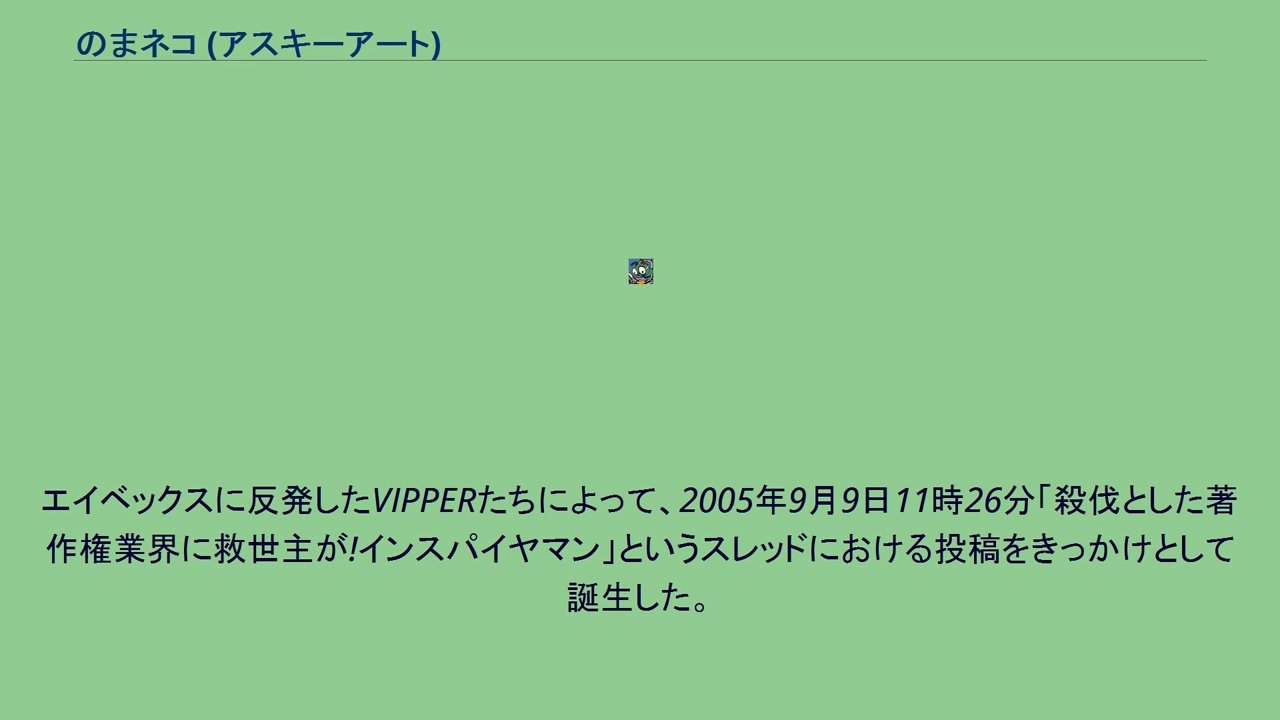 のまネコ (アスキーアート)
エイベックスに反発したVIPPERたちによって、2005年9月9日11時26分「殺伐とした著
作権業界に救世主が!インスパイヤマン」というスレッドにおける投稿をきっかけとして
誕生した。